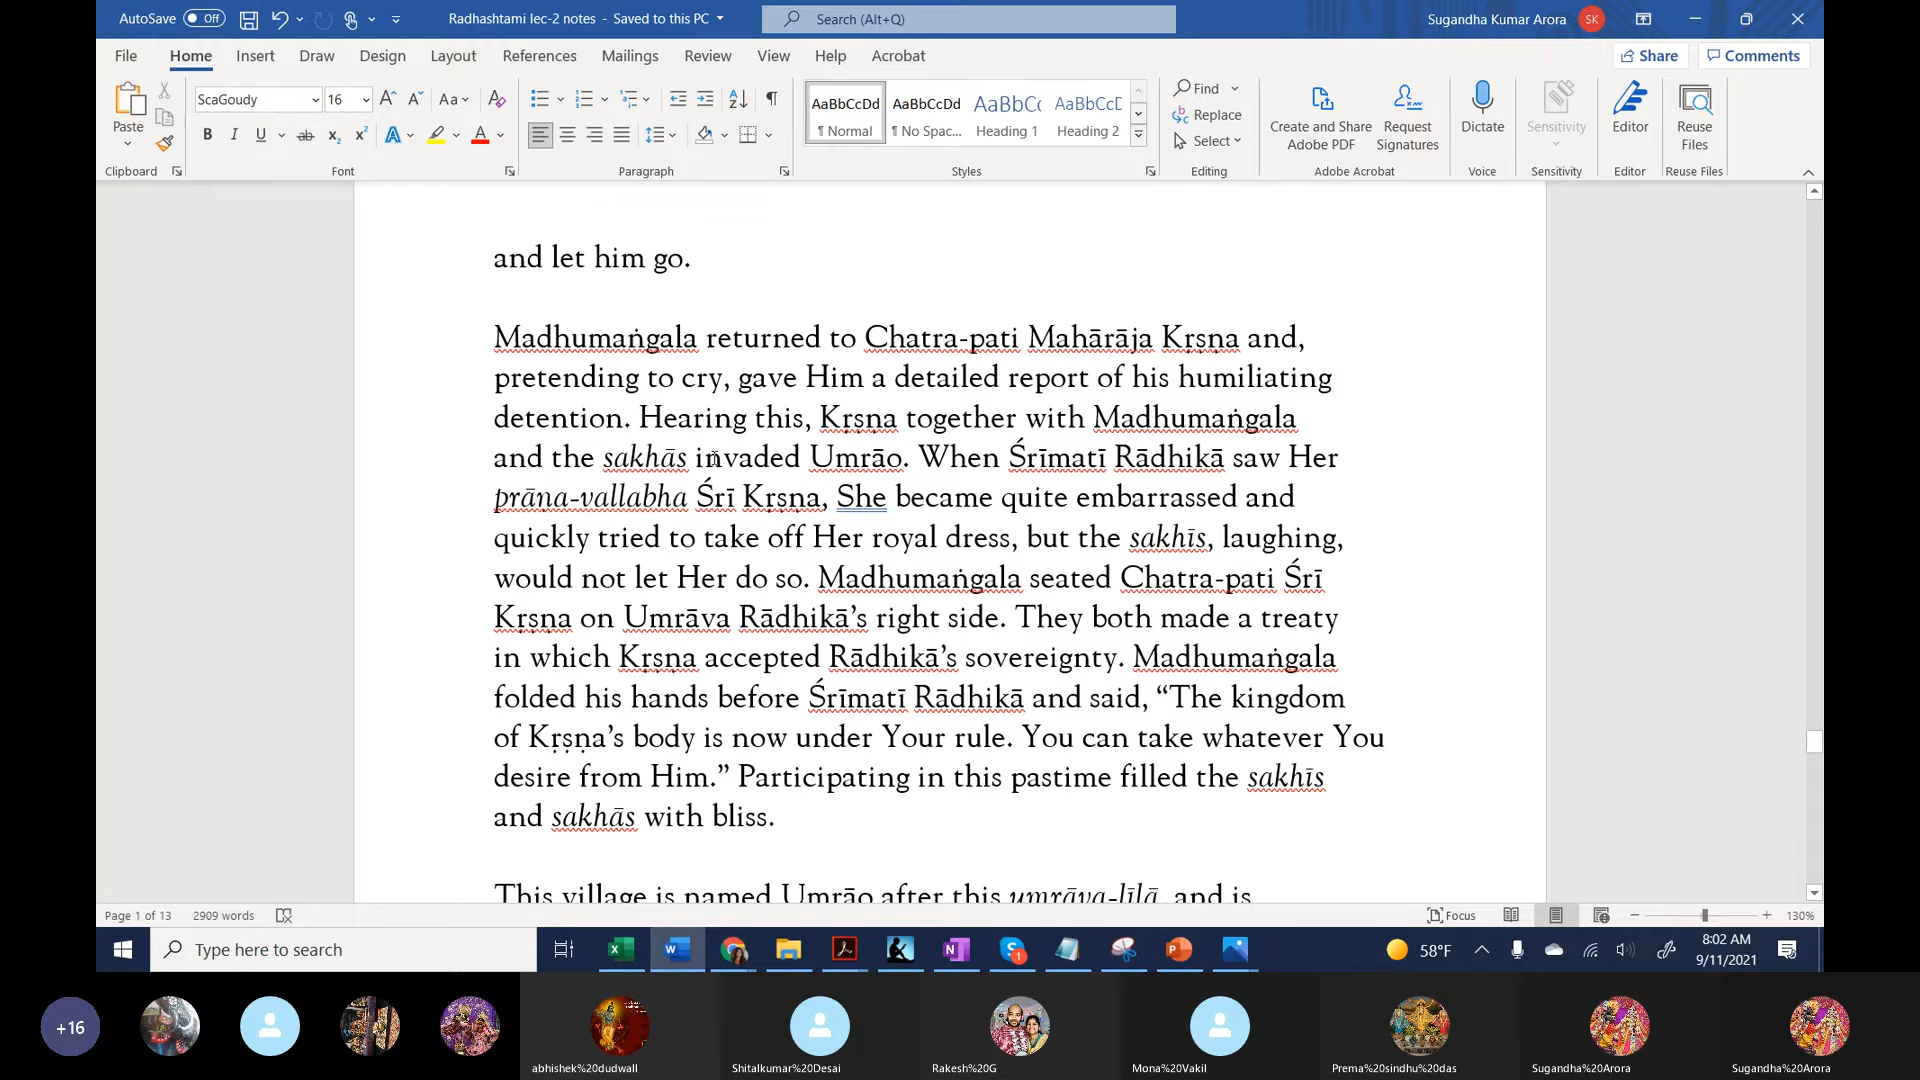 AutoSave Off
Radhashtami lec-2 notes - Saved to this PC
Search (Alt+Q)
Sugandha Kumar Arora SK
File Home Insert Draw Design Layout References Mailings Review View Help Acrobat
Share Comments
Paste
ScaGoudy 16
AaBbCcDd AaBbCcDd AaBbCc AaBbCcD
¶ Normal ¶ No Spac... Heading 1 Heading 2
Find
Replace
Select
Create and Share Adobe PDF
Request Signatures
Dictate
Sensitivity
Editor
Reuse Files
Clipboard Font Paragraph Styles Editing Adobe Acrobat Voice Sensitivity Editor Reuse Files
and let him go.
Madhumaṅgala returned to Chatra-pati Mahārāja Kṛṣṇa and,
pretending to cry, gave Him a detailed report of his humiliating
detention. Hearing this, Kṛṣṇa together with Madhumaṅgala
and the sakhās invaded Umrāo. When Śrīmatī Rādhikā saw Her
prāṇa-vallabha Śrī Kṛṣṇa, She became quite embarrassed and
quickly tried to take off Her royal dress, but the sakhīs, laughing,
would not let Her do so. Madhumaṅgala seated Chatra-pati Śrī
Kṛṣṇa on Umrāva Rādhikā’s right side. They both made a treaty
in which Kṛṣṇa accepted Rādhikā’s sovereignty. Madhumaṅgala
folded his hands before Śrīmatī Rādhikā and said, “The kingdom
of Kṛṣṇa’s body is now under Your rule. You can take whatever You
desire from Him.” Participating in this pastime filled the sakhīs
and sakhās with bliss.
This village is named Umrāo after this umrāva-līlā, and is
Page 1 of 13 2909 words
Focus 130%
Type here to search
58°F
8:02 AM
9/11/2021
+16
abhishek%20dudwall
Shitalkumar%20Desai
Rakesh%20G
Mona%20Vakil
Prema%20sindhu%20das
Sugandha%20Arora
Sugandha%20Arora